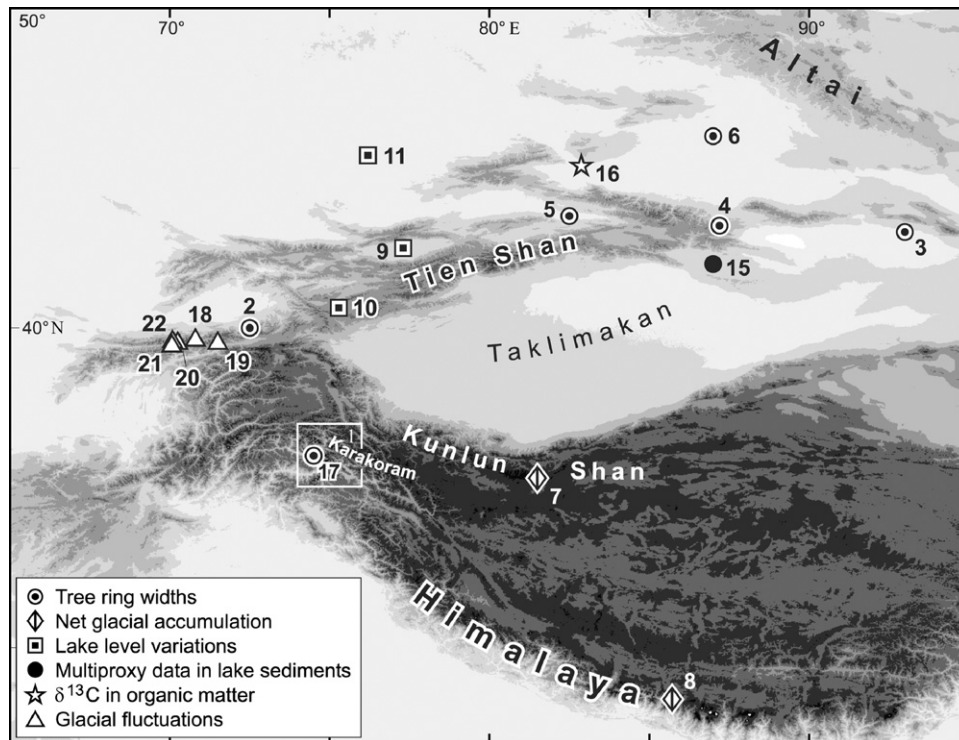 50° 70° 80° E 90°
Altai
6
11
16
5 4
3
9
Tien Shan
15
10
2
18
40° N
22
Taklimakan
21 19
20
Kunlun
Karakoram
17
Shan
7
Himalaya
8
Tree ring widths
Net glacial accumulation
Lake level variations
Multiproxy data in lake sediments
δ¹³C in organic matter
Glacial fluctuations